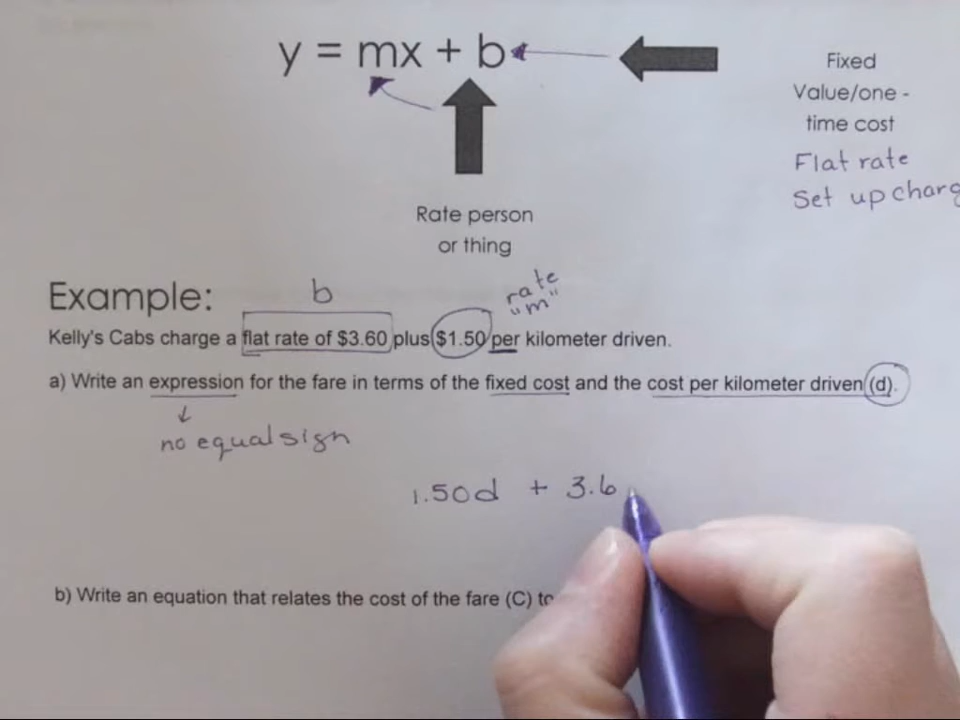 y = mx + b
Fixed
Value/one -
time cost
Flat rate
Set up charg
Rate person
or thing
Example:
b
rate
"m"
Kelly's Cabs charge a flat rate of $3.60 plus $1.50 per kilometer driven.
a) Write an expression for the fare in terms of the fixed cost and the cost per kilometer driven (d).
no equal sign
1.50d + 3.6
b) Write an equation that relates the cost of the fare (C) to